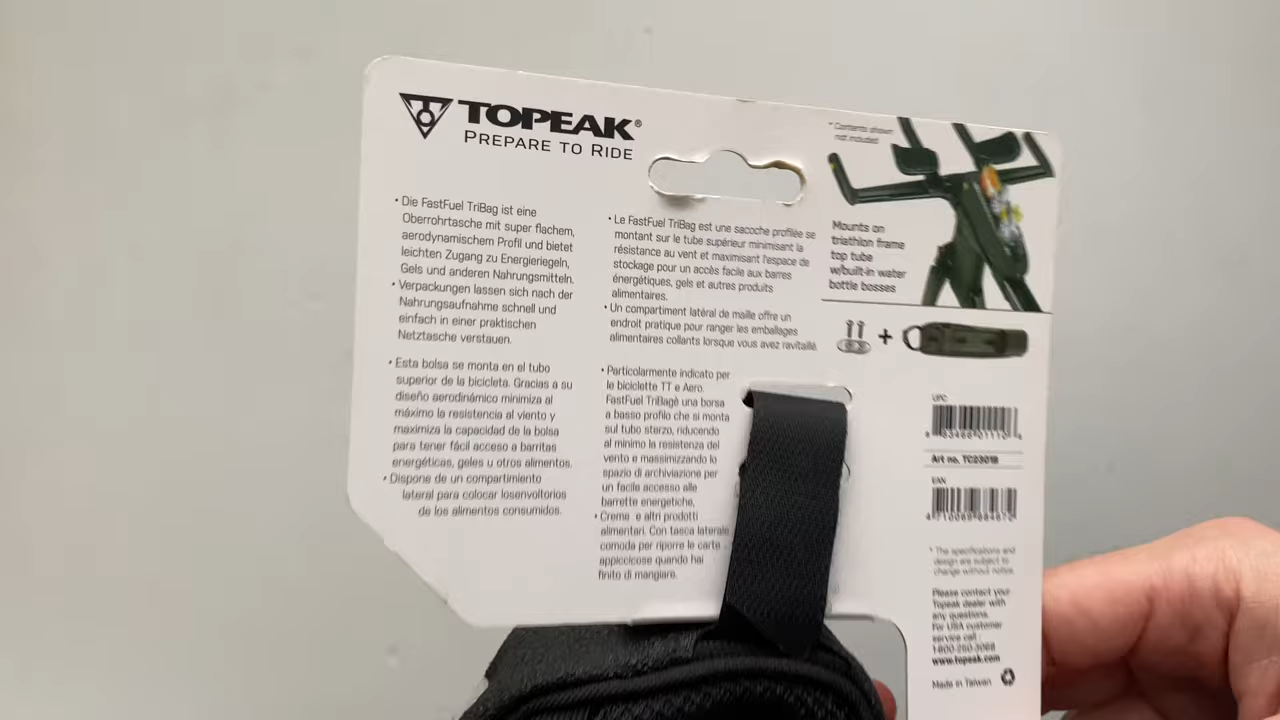 TOPEAK®
PREPARE TO RIDE
• Die FastFuel TriBag ist eine
Oberrohrtasche mit super flachem,
aerodynamischem Profil und bietet
leichten Zugang zu Energieriegeln,
Gels und anderen Nahrungsmitteln.
• Verpackungen lassen sich nach der
Nahrungsaufnahme schnell und
einfach in einer praktischen
Netztasche verstauen.
• Esta bolsa se monta en el tubo
superior de la bicicleta. Gracias a su
diseño aerodinámico minimiza al
máximo la resistencia al viento y
maximiza la capacidad de la bolsa
para tener fácil acceso a barritas
energéticas, geles u otros alimentos.
• Dispone de un compartimiento
lateral para colocar losenvoltorios
de los alimentos consumidos.
• Le FastFuel TriBag est une sacoche profilée se
montant sur le tube supérieur minimisant la
résistance au vent et maximisant l'espace de
stockage pour un accès facile aux barres
énergétiques, gels et autres produits
alimentaires.
• Un compartiment latéral de maille offre un
endroit pratique pour ranger les emballages
alimentaires collants lorsque vous avez ravitaillé.
• Particolarmente indicato per
le biciclette TT e Aero.
FastFuel TriBagè una borsa
a basso profilo che si monta
sul tubo sterzo, riducendo
al minimo la resistenza del
vento e massimizzando lo
spazio di archiviazione per
un facile accesso alle
barrette energetiche,
• Creme e altri prodotti
alimentari. Con tasca laterale
comoda per riporre le carte
appiccicose quando hai
finito di mangiare.
* Contents shown
not included
Mounts on
triathlon frame
top tube
w/built-in water
bottle bosses
+
UPC
Art no. TC2301B
EAN
* The specifications and
design are subject to
change without notice.
Please contact your
Topeak dealer with
any questions.
For USA customer
service call :
1-800-250-3068
www.topeak.com
Made in Taiwan